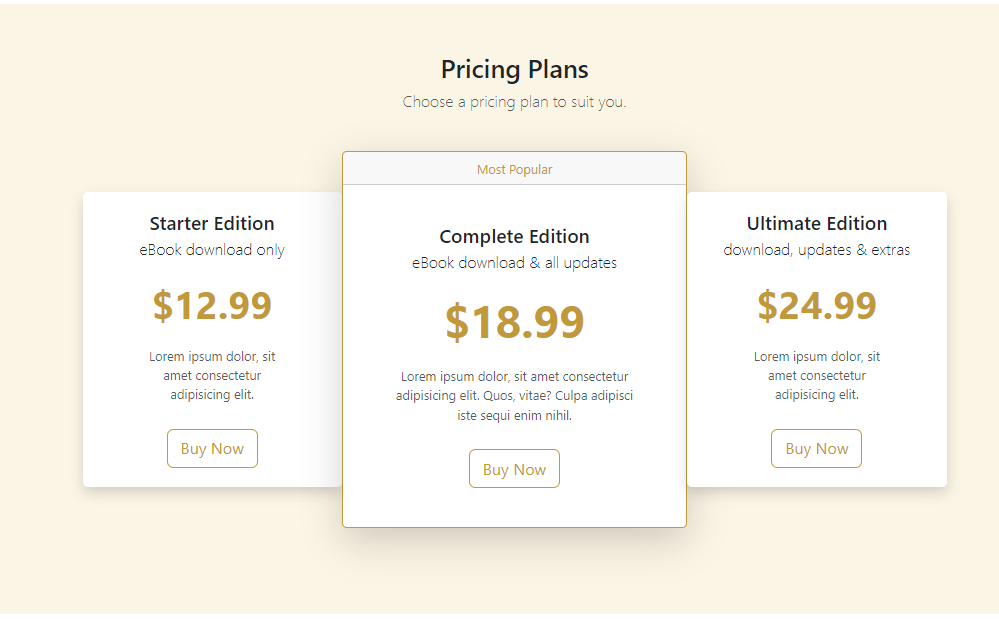 Pricing Plans
Choose a pricing plan to suit you.
Starter Edition
eBook download only
$12.99
Lorem ipsum dolor, sit
amet consectetur
adipisicing elit.
Buy Now
Most Popular
Complete Edition
eBook download & all updates
$18.99
Lorem ipsum dolor, sit amet consectetur
adipisicing elit. Quos, vitae? Culpa adipisci
iste sequi enim nihil.
Buy Now
Ultimate Edition
download, updates & extras
$24.99
Lorem ipsum dolor, sit
amet consectetur
adipisicing elit.
Buy Now